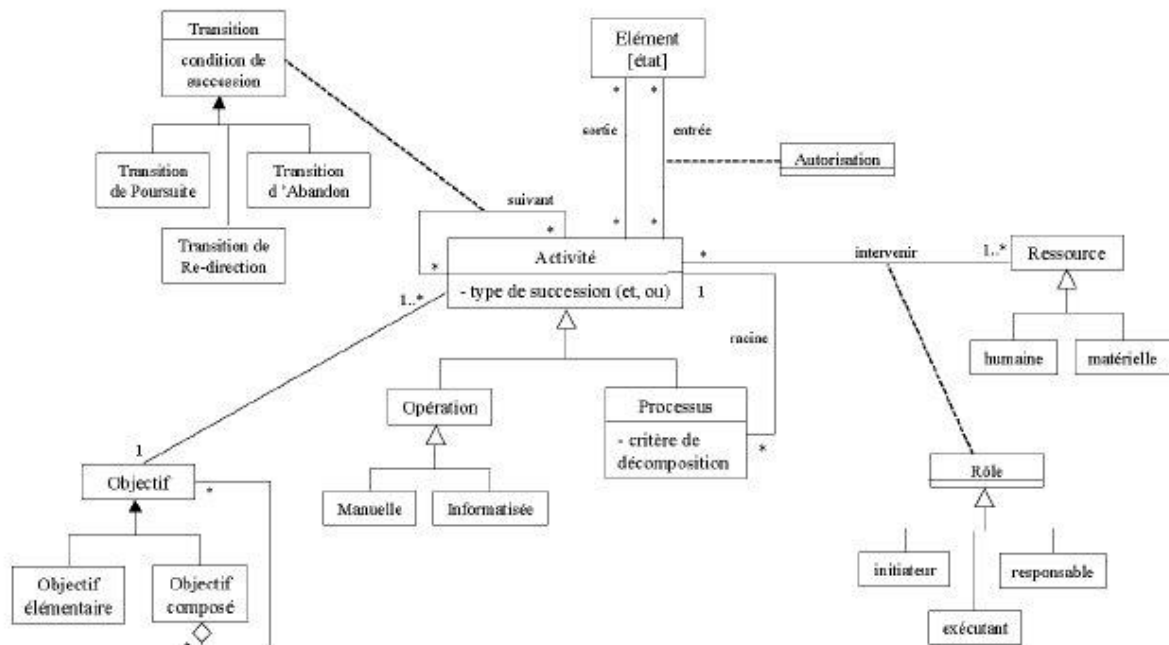 Transition
condition de
succession
Elément
[état]
*
*
sortie
entrée
Autorisation
Transition
de Poursuite
Transition
d 'Abandon
Transition de
Re-direction
suivant
*
*
*
*
Activité
- type de succession (et, ou)
*
intervenir
1..*
Ressource
1..*
1
racine
humaine
matérielle
Opération
Processus
- critère de
décomposition
*
1
Objectif
*
Manuelle
Informatisée
Rôle
Objectif
élémentaire
Objectif
composé
initiateur
responsable
exécutant